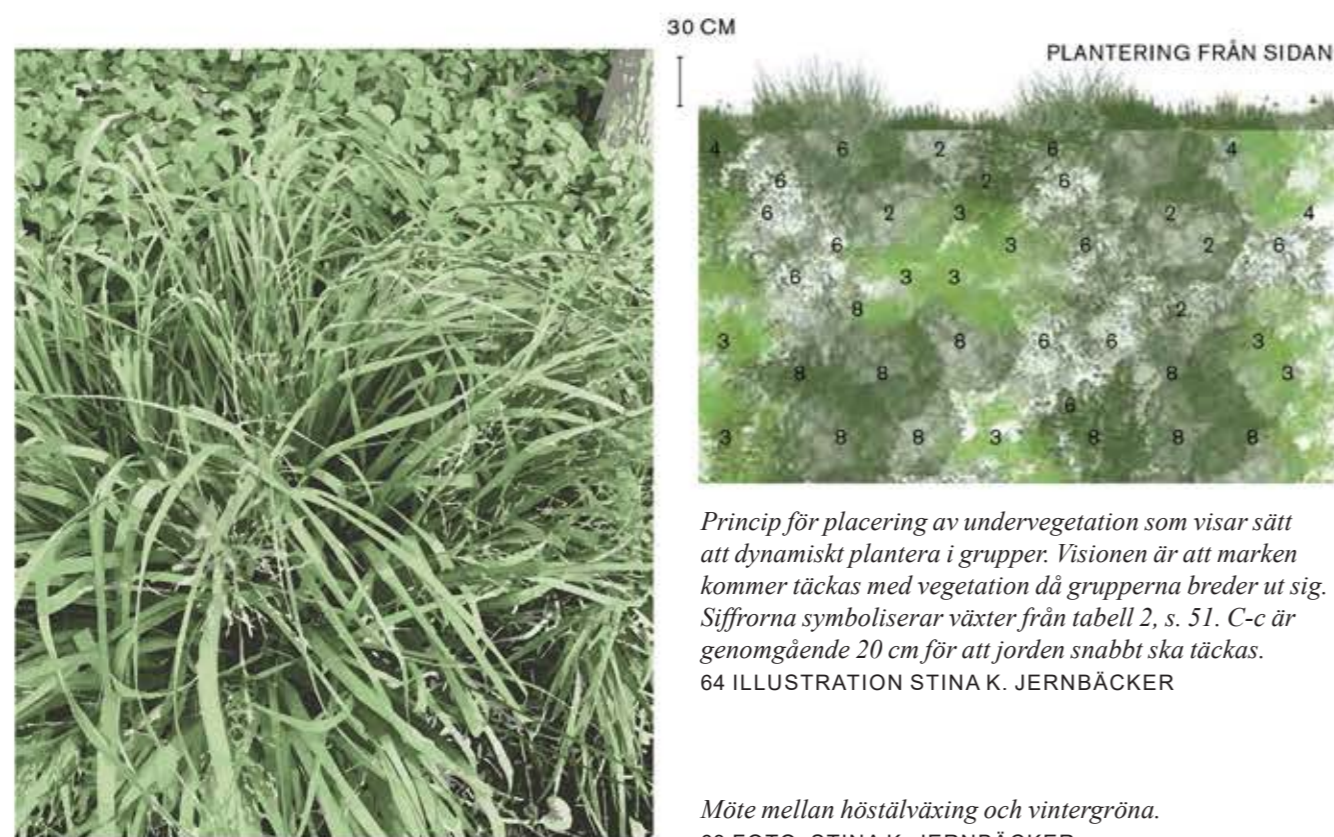 30 CM
PLANTERING FRÅN SIDAN
4 6 2 6 4
6 2 6
6 2 3 2 4
6 3 6 2 6
6 3 3
8 2
3 8 6 6 3
8 8 8 3
6
3 8 8 3 8 8 8
Princip för placering av undervegetation som visar sätt
att dynamiskt plantera i grupper. Visionen är att marken
kommer täckas med vegetation då grupperna breder ut sig.
Siffrorna symboliserar växter från tabell 2, s. 51. C-c är
genomgående 20 cm för att jorden snabbt ska täckas.
64 ILLUSTRATION STINA K. JERNBÄCKER
Möte mellan höstälväxing och vintergröna.
FOTO STINA K. JERNBÄCKER